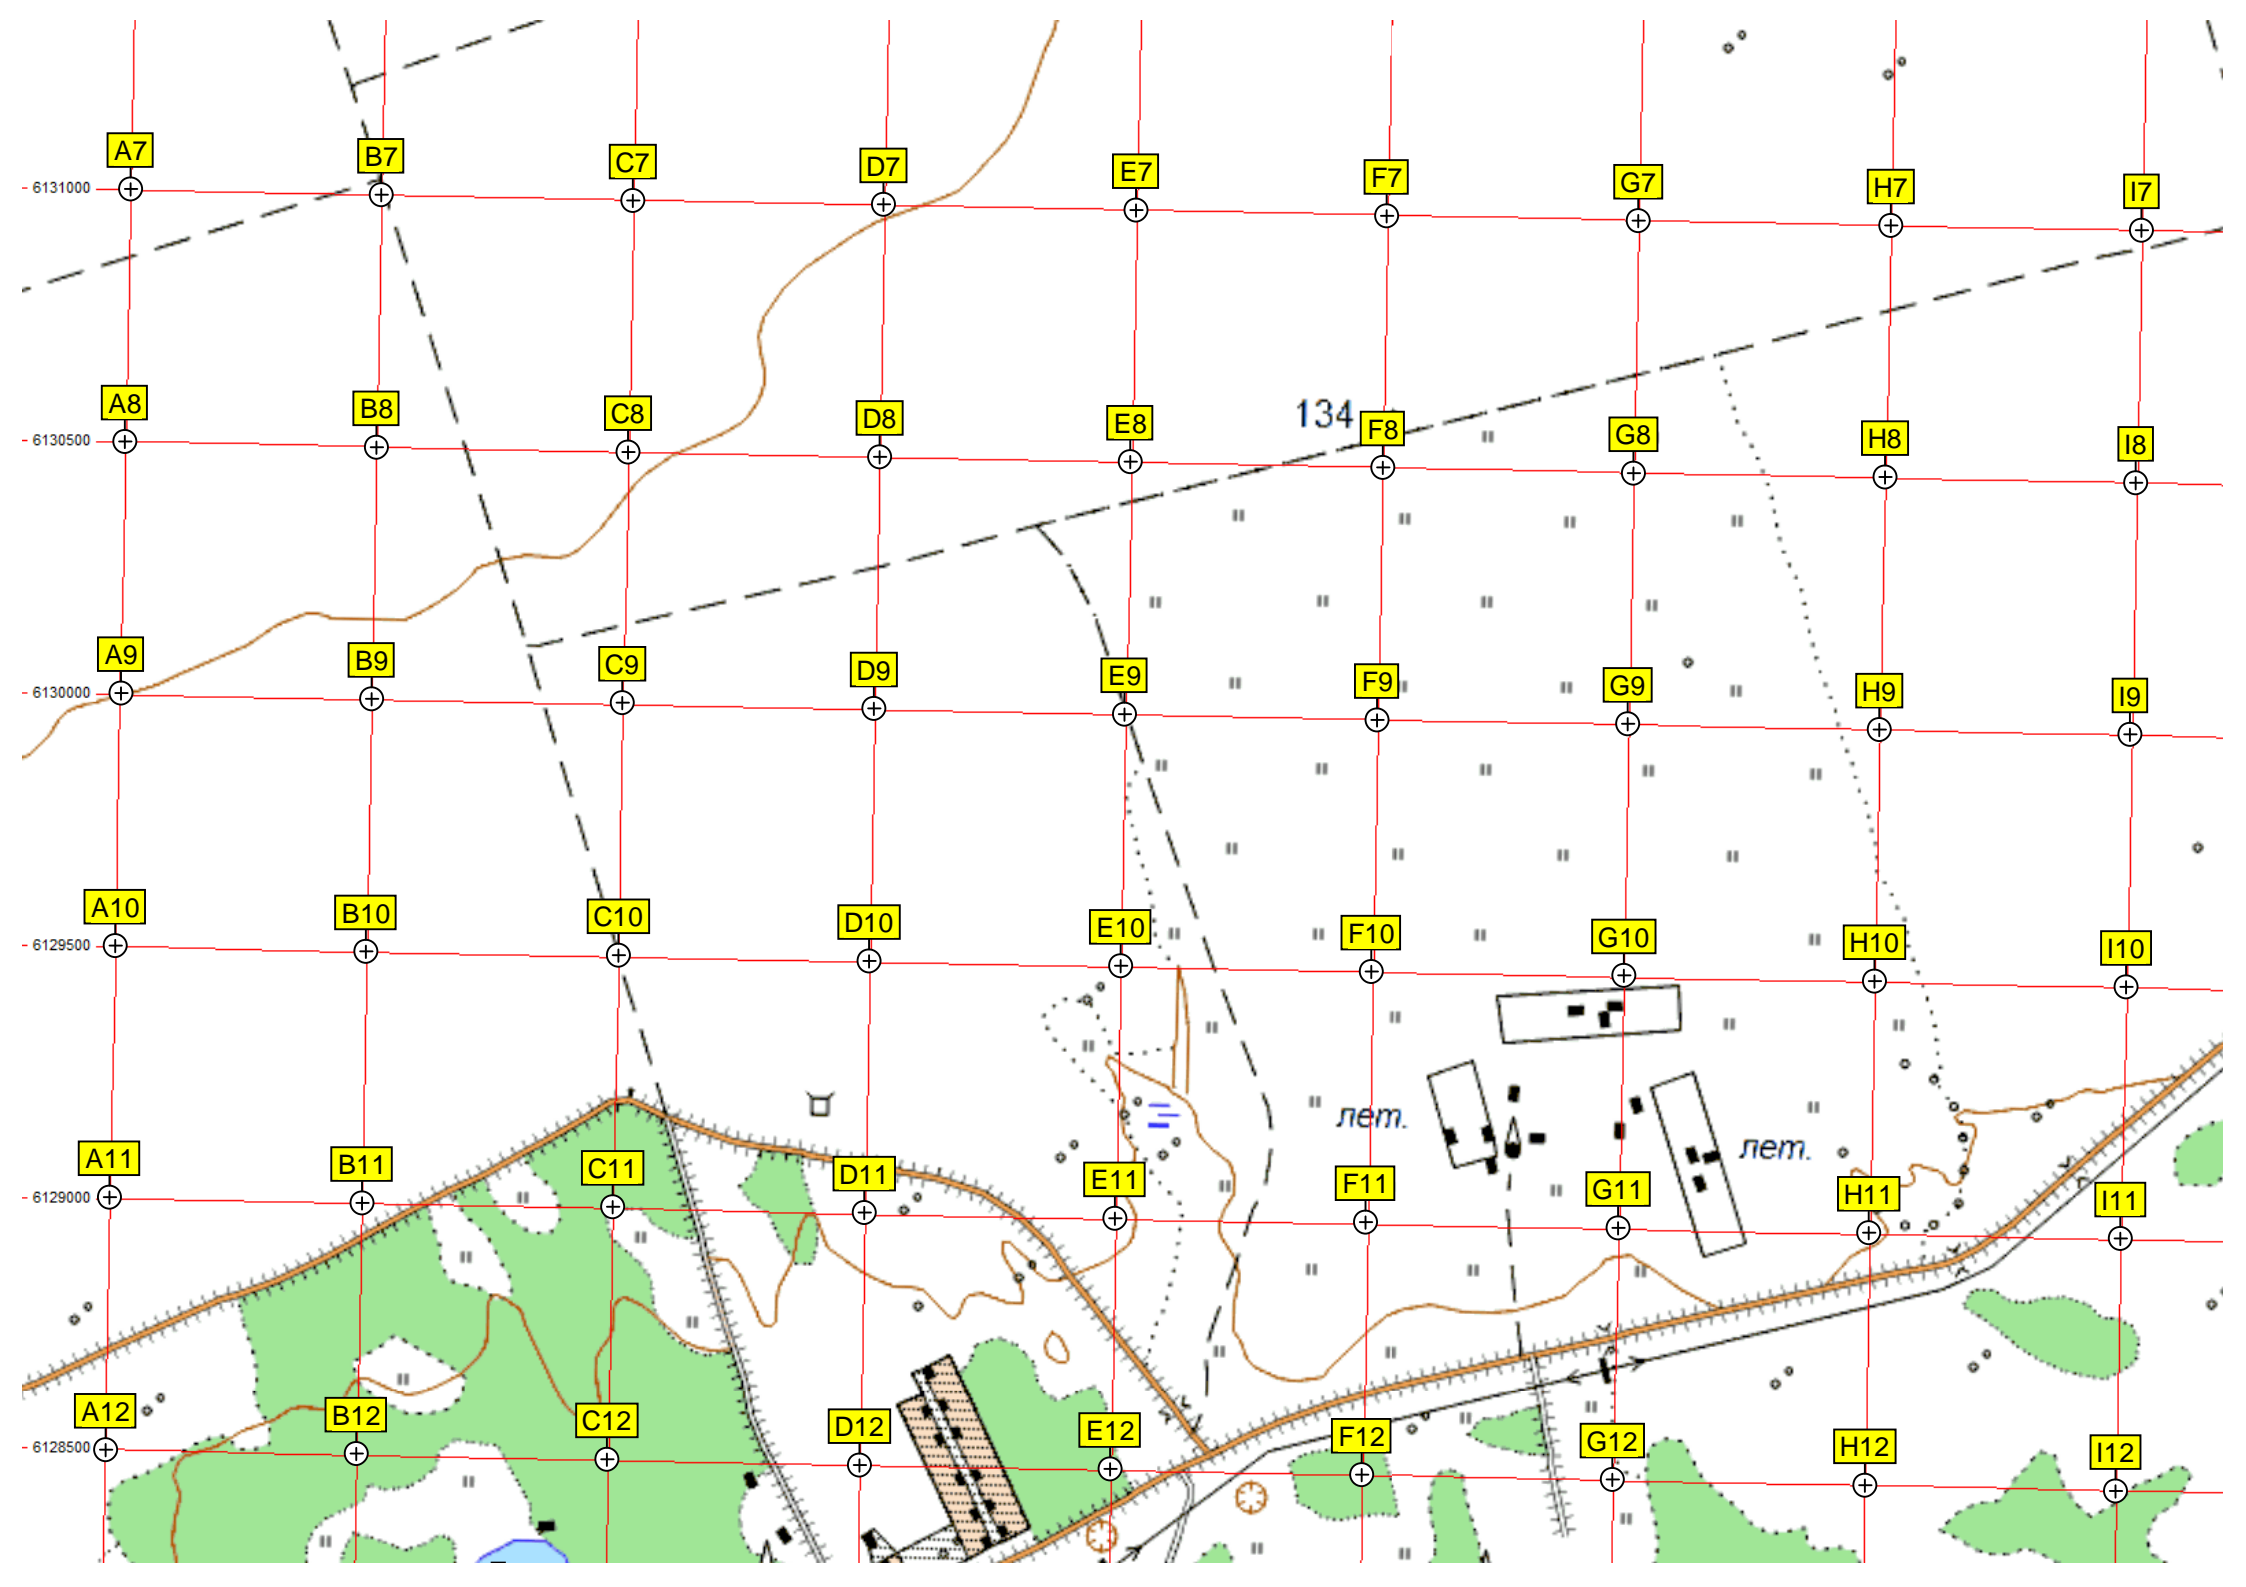 A7 B7 C7 D7 E7 F7 G7 H7 I7
6131000
A8 B8 C8 D8 E8 134 F8 G8 H8 I8
6130500
A9 B9 C9 D9 E9 F9 G9 H9 I9
6130000
A10 B10 C10 D10 E10 F10 G10 H10 I10
6129500
лет.
лет.
A11 B11 C11 D11 E11 F11 G11 H11 I11
6129000
A12 B12 C12 D12 E12 F12 G12 H12 I12
6128500